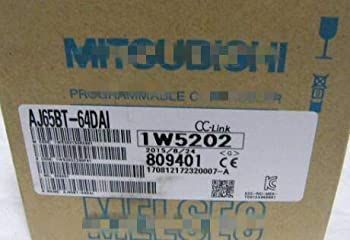 MITSUBISHI
PROGRAMMABLE C
AJ65BT-64DAI
CC-Link
1W5202
2015/8/24 <G>
809401 CE
170812172320007-A
MELSEC